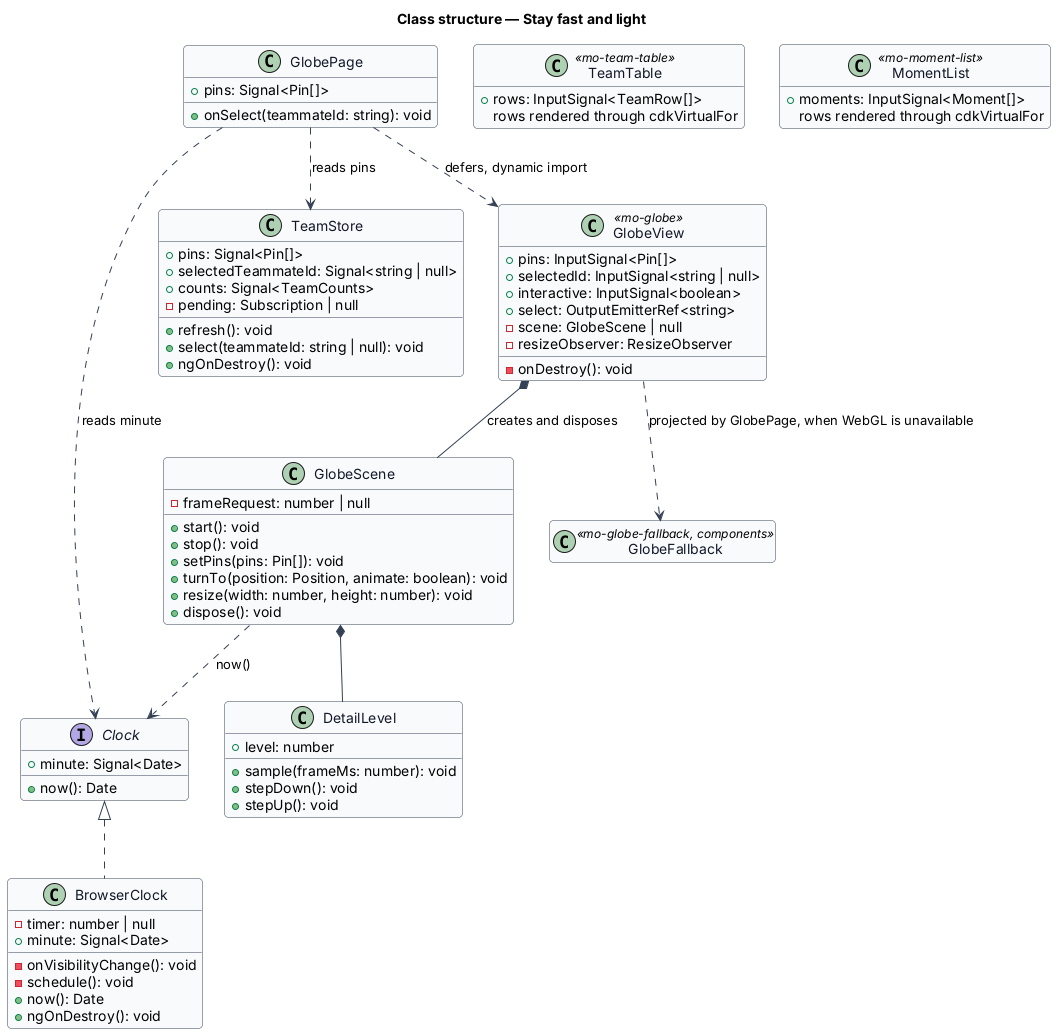 Class structure — Stay fast and light
C GlobePage
pins: Signal<Pin[]>
onSelect(teammateId: string): void
C «mo-team-table»
TeamTable
rows: InputSignal<TeamRow[]>
rows rendered through cdkVirtualFor
C «mo-moment-list»
MomentList
moments: InputSignal<Moment[]>
rows rendered through cdkVirtualFor
reads pins
defers, dynamic import
C TeamStore
pins: Signal<Pin[]>
selectedTeammateId: Signal<string | null>
counts: Signal<TeamCounts>
pending: Subscription | null
refresh(): void
select(teammateId: string | null): void
ngOnDestroy(): void
C «mo-globe»
GlobeView
pins: InputSignal<Pin[]>
selectedId: InputSignal<string | null>
interactive: InputSignal<boolean>
select: OutputEmitterRef<string>
scene: GlobeScene | null
resizeObserver: ResizeObserver
onDestroy(): void
reads minute
creates and disposes
projected by GlobePage, when WebGL is unavailable
C GlobeScene
frameRequest: number | null
start(): void
stop(): void
setPins(pins: Pin[]): void
turnTo(position: Position, animate: boolean): void
resize(width: number, height: number): void
dispose(): void
C «mo-globe-fallback, components»
GlobeFallback
now()
I Clock
minute: Signal<Date>
now(): Date
C DetailLevel
level: number
sample(frameMs: number): void
stepDown(): void
stepUp(): void
C BrowserClock
timer: number | null
minute: Signal<Date>
onVisibilityChange(): void
schedule(): void
now(): Date
ngOnDestroy(): void